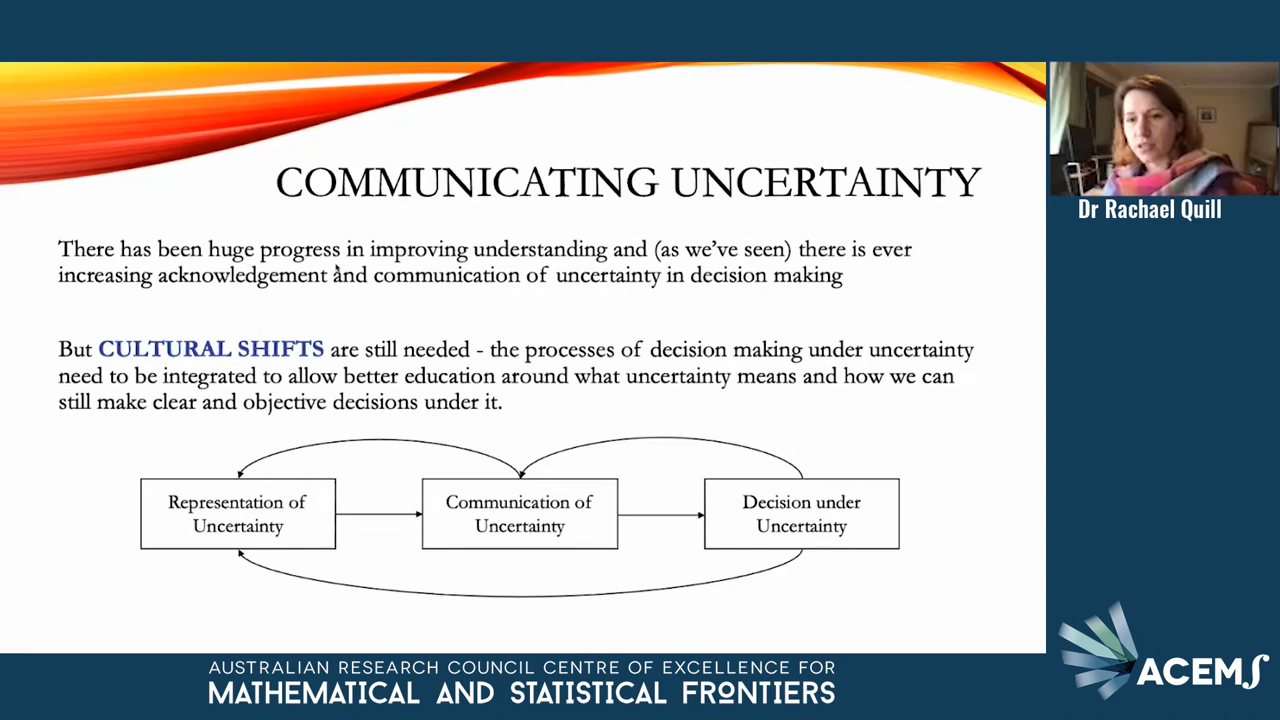 COMMUNICATING UNCERTAINTY
There has been huge progress in improving understanding and (as we've seen) there is ever
increasing acknowledgement and communication of uncertainty in decision making
But CULTURAL SHIFTS are still needed - the processes of decision making under uncertainty
need to be integrated to allow better education around what uncertainty means and how we can
still make clear and objective decisions under it.
Representation of
Uncertainty
Communication of
Uncertainty
Decision under
Uncertainty
Dr Rachael Quill
AUSTRALIAN RESEARCH COUNCIL CENTRE OF EXCELLENCE FOR
MATHEMATICAL AND STATISTICAL FRONTIERS
ACEMS